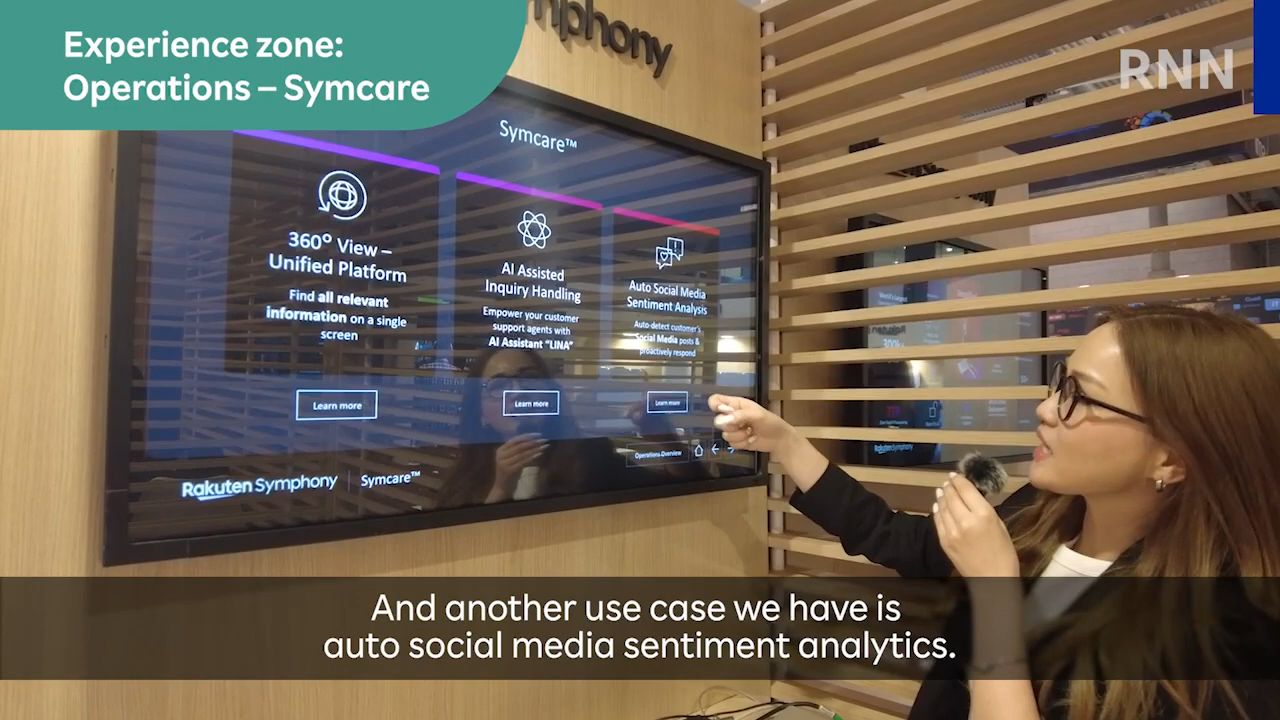 Experience zone:
Operations – Symcare
RNN
Symcare™
360° View –
Unified Platform
Find all relevant
information on a single
screen
Learn more
AI Assisted
Inquiry Handling
Empower your customer
support agents with
AI Assistant "LINA"
Learn more
Auto Social Media
Sentiment Analysis
Auto detect customer's
Social Media posts &
proactively respond
Learn more
Operations Overview
Rakuten Symphony
Symcare™
Rakuten Symphony
And another use case we have is
auto social media sentiment analytics.